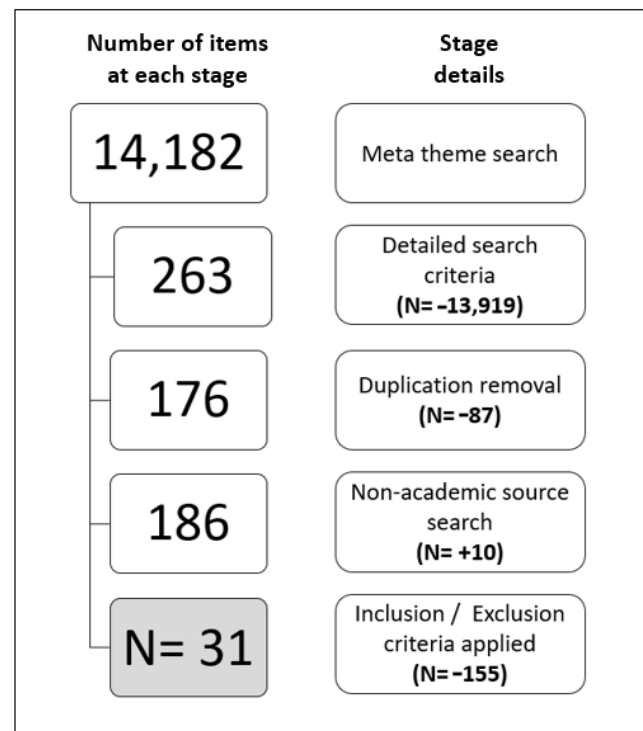 Number of items
at each stage
Stage
details
14,182
Meta theme search
263
Detailed search
criteria
(N= −13,919)
176
Duplication removal
(N= −87)
186
Non-academic source
search
(N= +10)
N= 31
Inclusion / Exclusion
criteria applied
(N= −155)